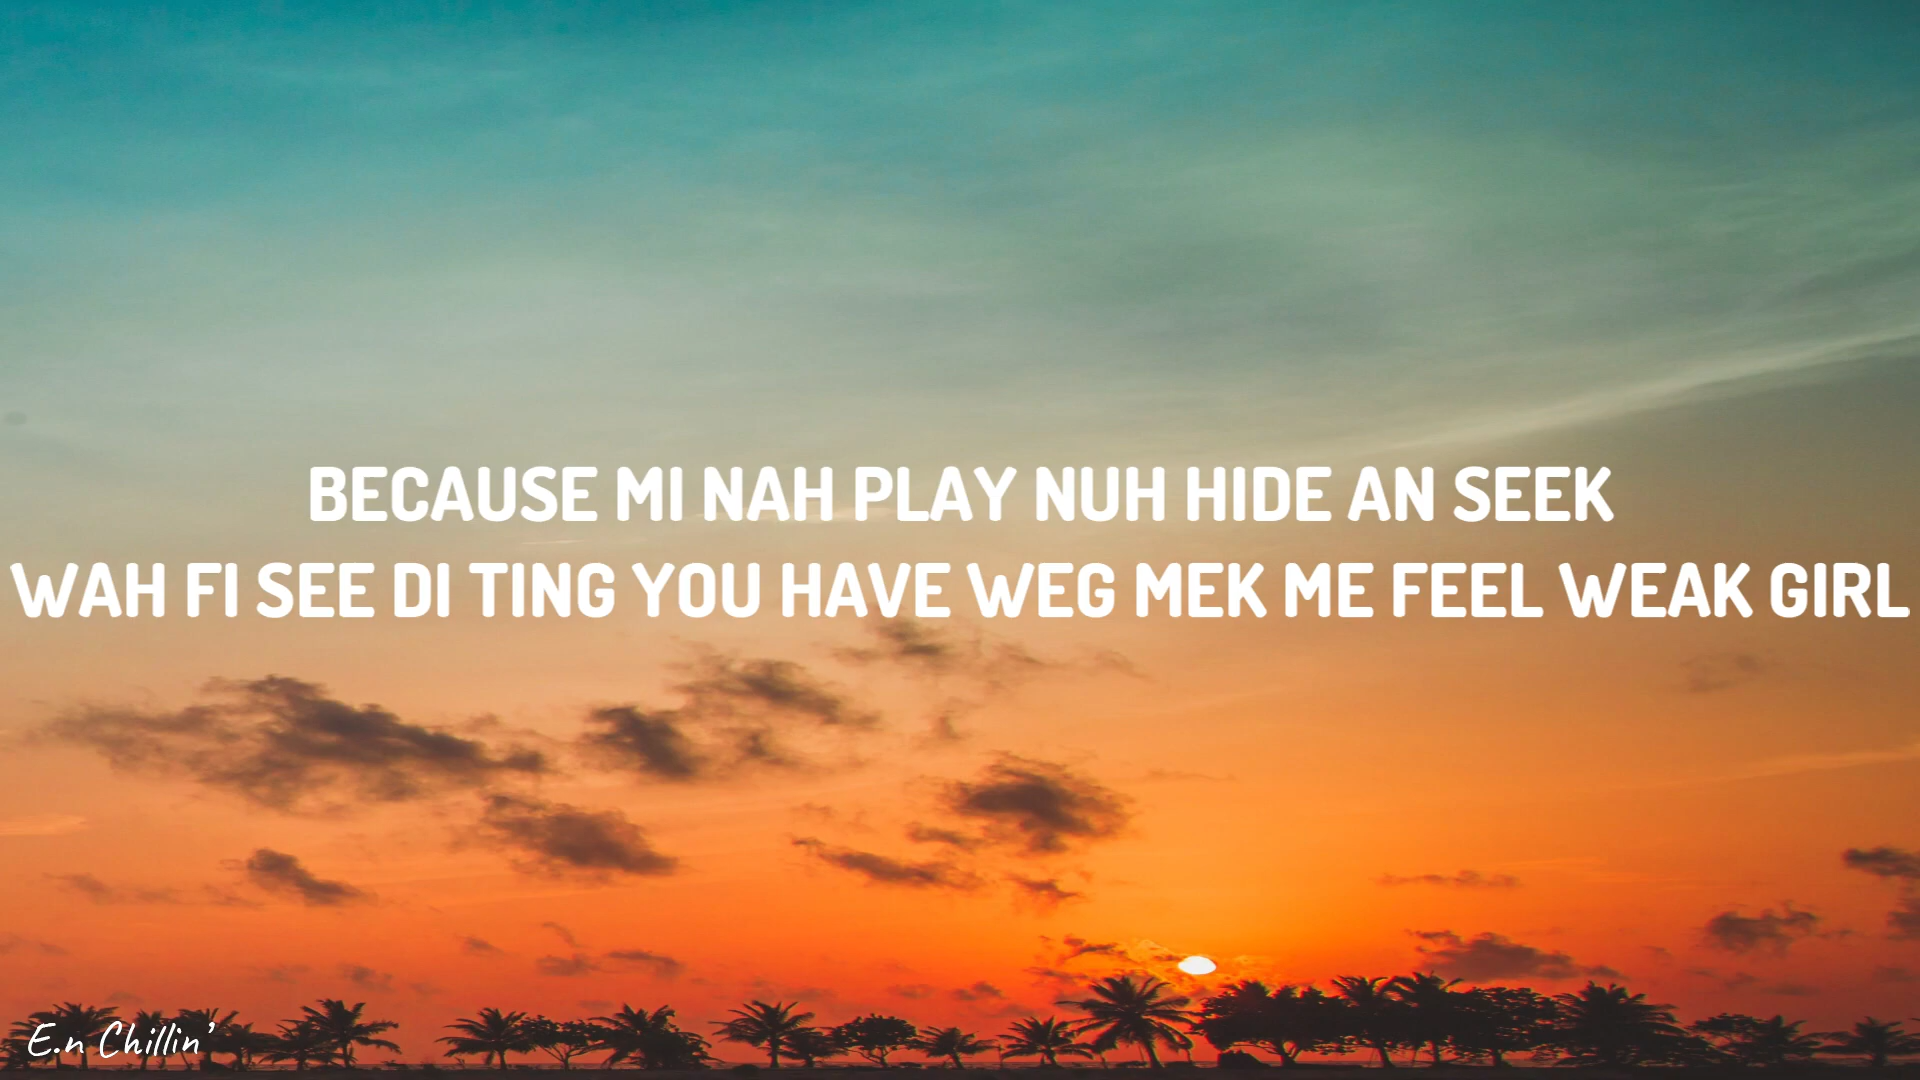 BECAUSE MI NAH PLAY NUH HIDE AN SEEK
WAH FI SEE DI TING YOU HAVE WEG MEK ME FEEL WEAK GIRL
E.n Chillin'